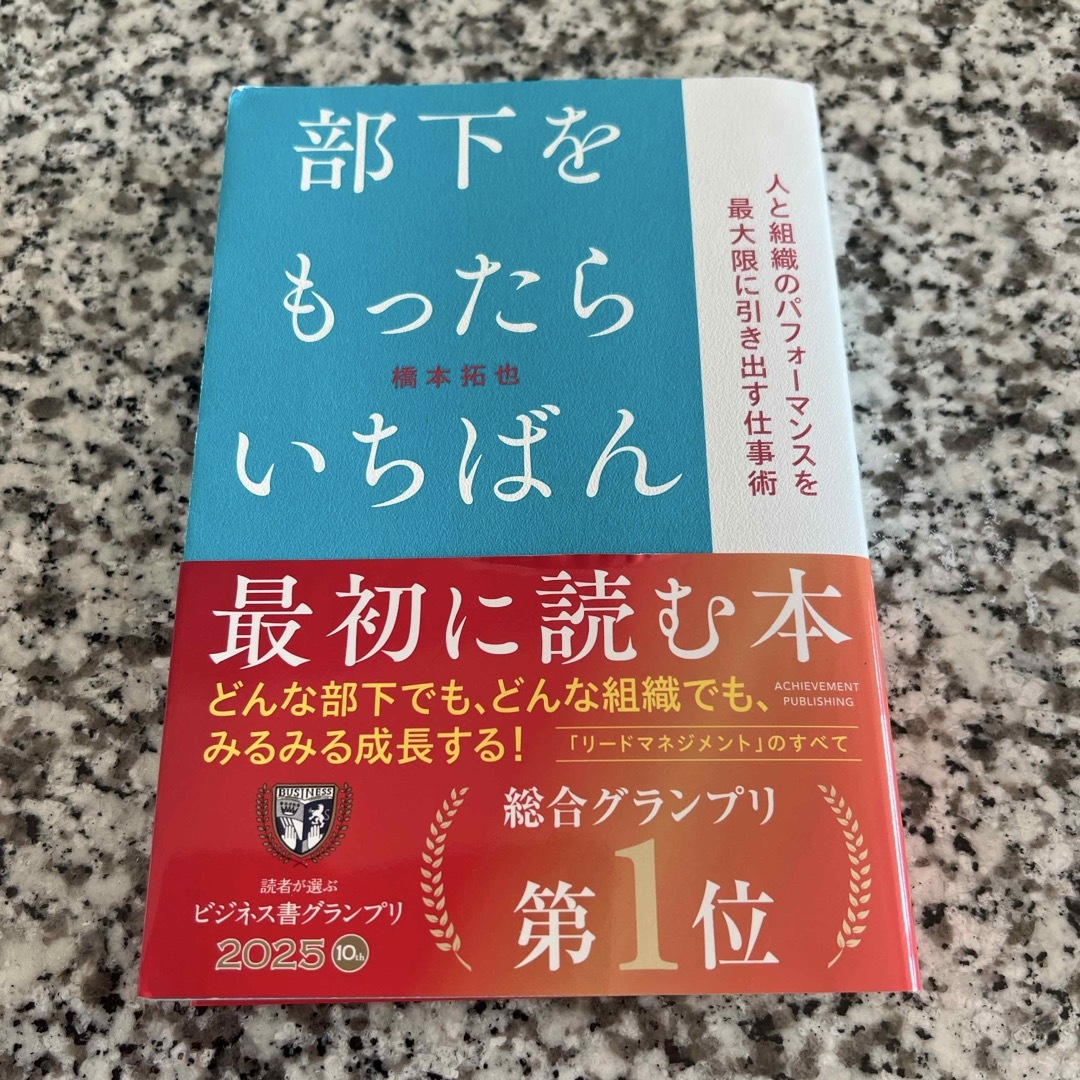 部下を
もったら
いちばん
最初に読む本
橋本拓也
人と組織のパフォーマンスを
最大限に引き出す仕事術
どんな部下でも、どんな組織でも、
みるみる成長する!
ACHIEVEMENT
PUBLISHING
「リードマネジメント」のすべて
BUSINESS
読者が選ぶ
ビジネス書グランプリ
2025 10th
総合グランプリ
第1位